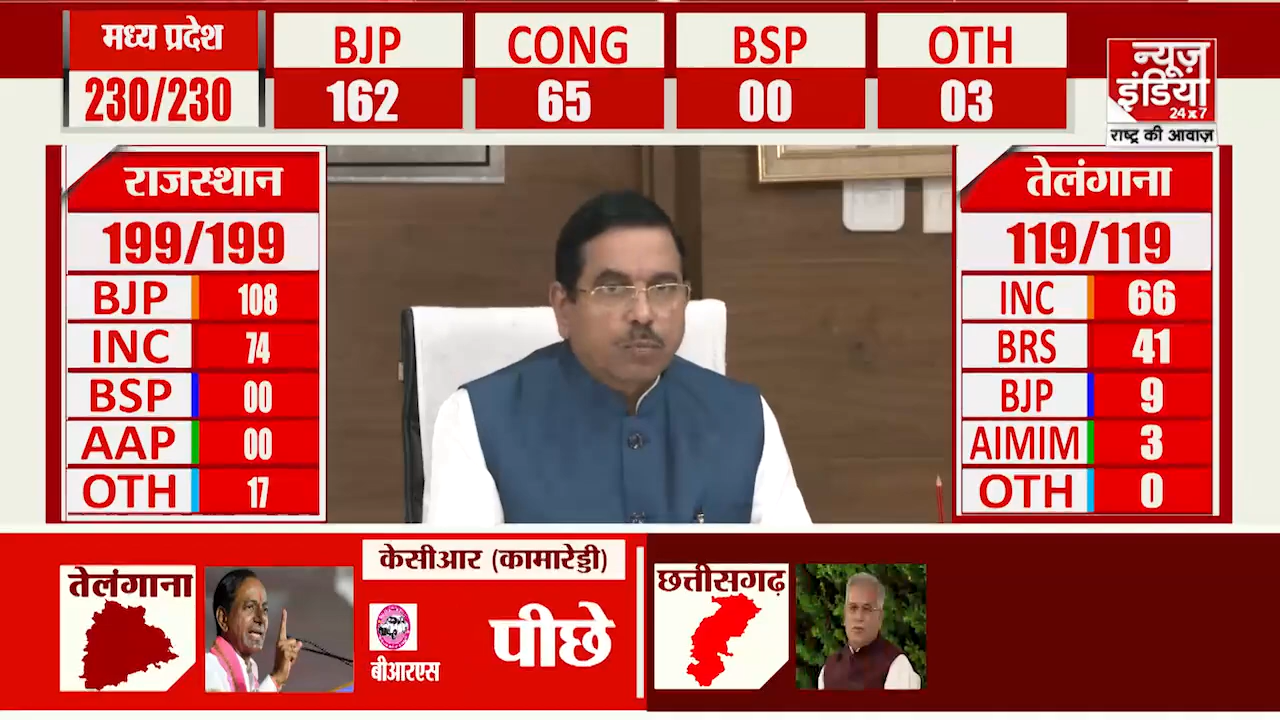 मध्य प्रदेश
230/230
BJP
162
CONG
65
BSP
00
OTH
03
न्यूज़
इंडिया
24x7
राष्ट्र की आवाज़
राजस्थान
199/199
BJP 108
INC 74
BSP 00
AAP 00
OTH 17
तेलंगाना
119/119
INC 66
BRS 41
BJP 9
AIMIM 3
OTH 0
तेलंगाना
केसीआर (कामारेड्डी)
बीआरएस
पीछे
छत्तीसगढ़